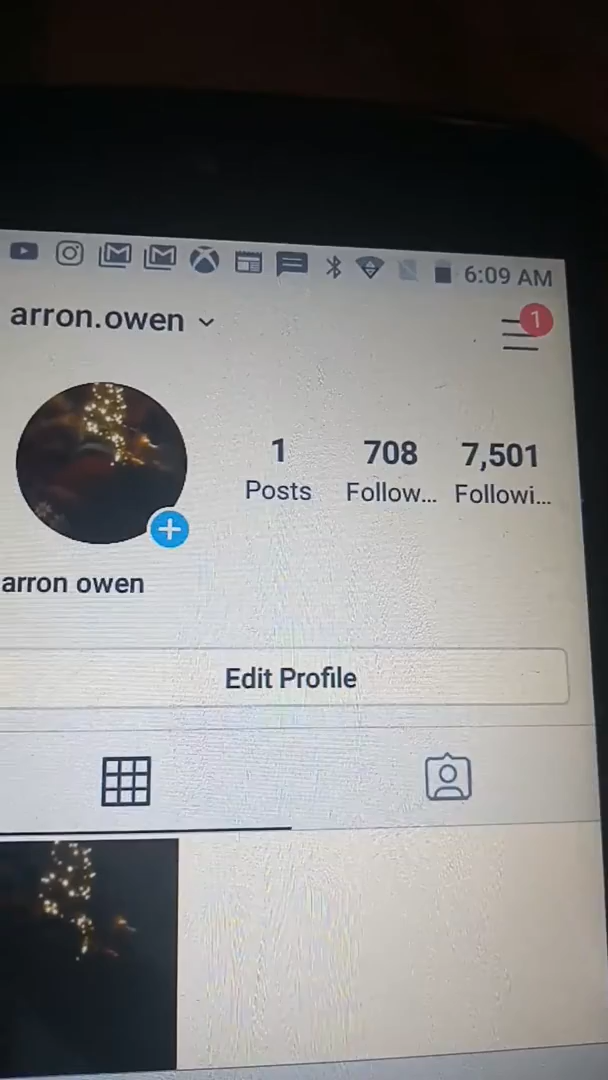 6:09 AM
arron.owen
1
1 708 7,501
Posts Follow... Followi...
arron owen
Edit Profile